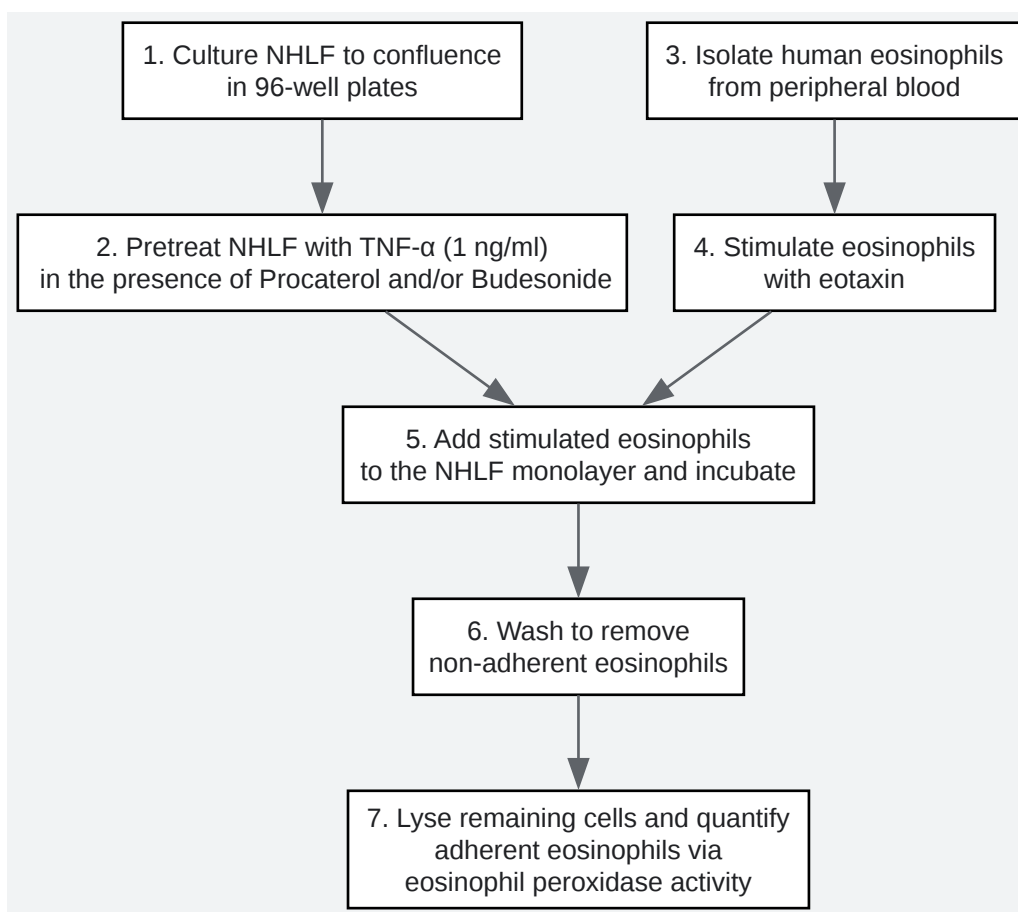 1. Culture NHLF to confluence
in 96-well plates
3. Isolate human eosinophils
from peripheral blood
2. Pretreat NHLF with TNF-α (1 ng/ml)
in the presence of Procaterol and/or Budesonide
4. Stimulate eosinophils
with eotaxin
5. Add stimulated eosinophils
to the NHLF monolayer and incubate
6. Wash to remove
non-adherent eosinophils
7. Lyse remaining cells and quantify
adherent eosinophils via
eosinophil peroxidase activity